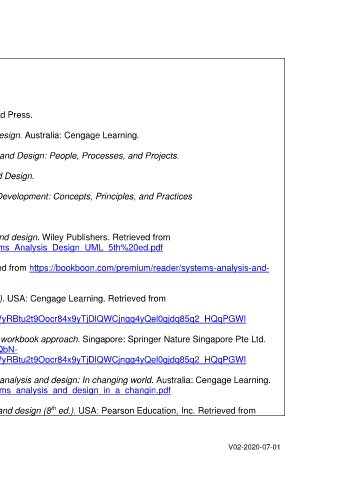 d Press.
esign. Australia: Cengage Learning.
and Design: People, Processes, and Projects.
d Design.
Development: Concepts, Principles, and Practices
nd design. Wiley Publishers. Retrieved from
ms_Analysis_Design_UML_5th%20ed.pdf
ed from https://bookboon.com/premium/reader/systems-analysis-and-
). USA: Cengage Learning. Retrieved from
/yRBtu2t9Oocr84x9yTjDlQWCjngg4yQel0gjdq85q2_HQqPGWI
workbook approach. Singapore: Springer Nature Singapore Pte Ltd.
QbN-
/yRBtu2t9Oocr84x9yTjDlQWCjngg4yQel0gjdq85q2_HQqPGWI
analysis and design: In changing world. Australia: Cengage Learning.
ms_analysis_and_design_in_a_changin.pdf
and design (8th ed.). USA: Pearson Education, Inc. Retrieved from
V02-2020-07-01